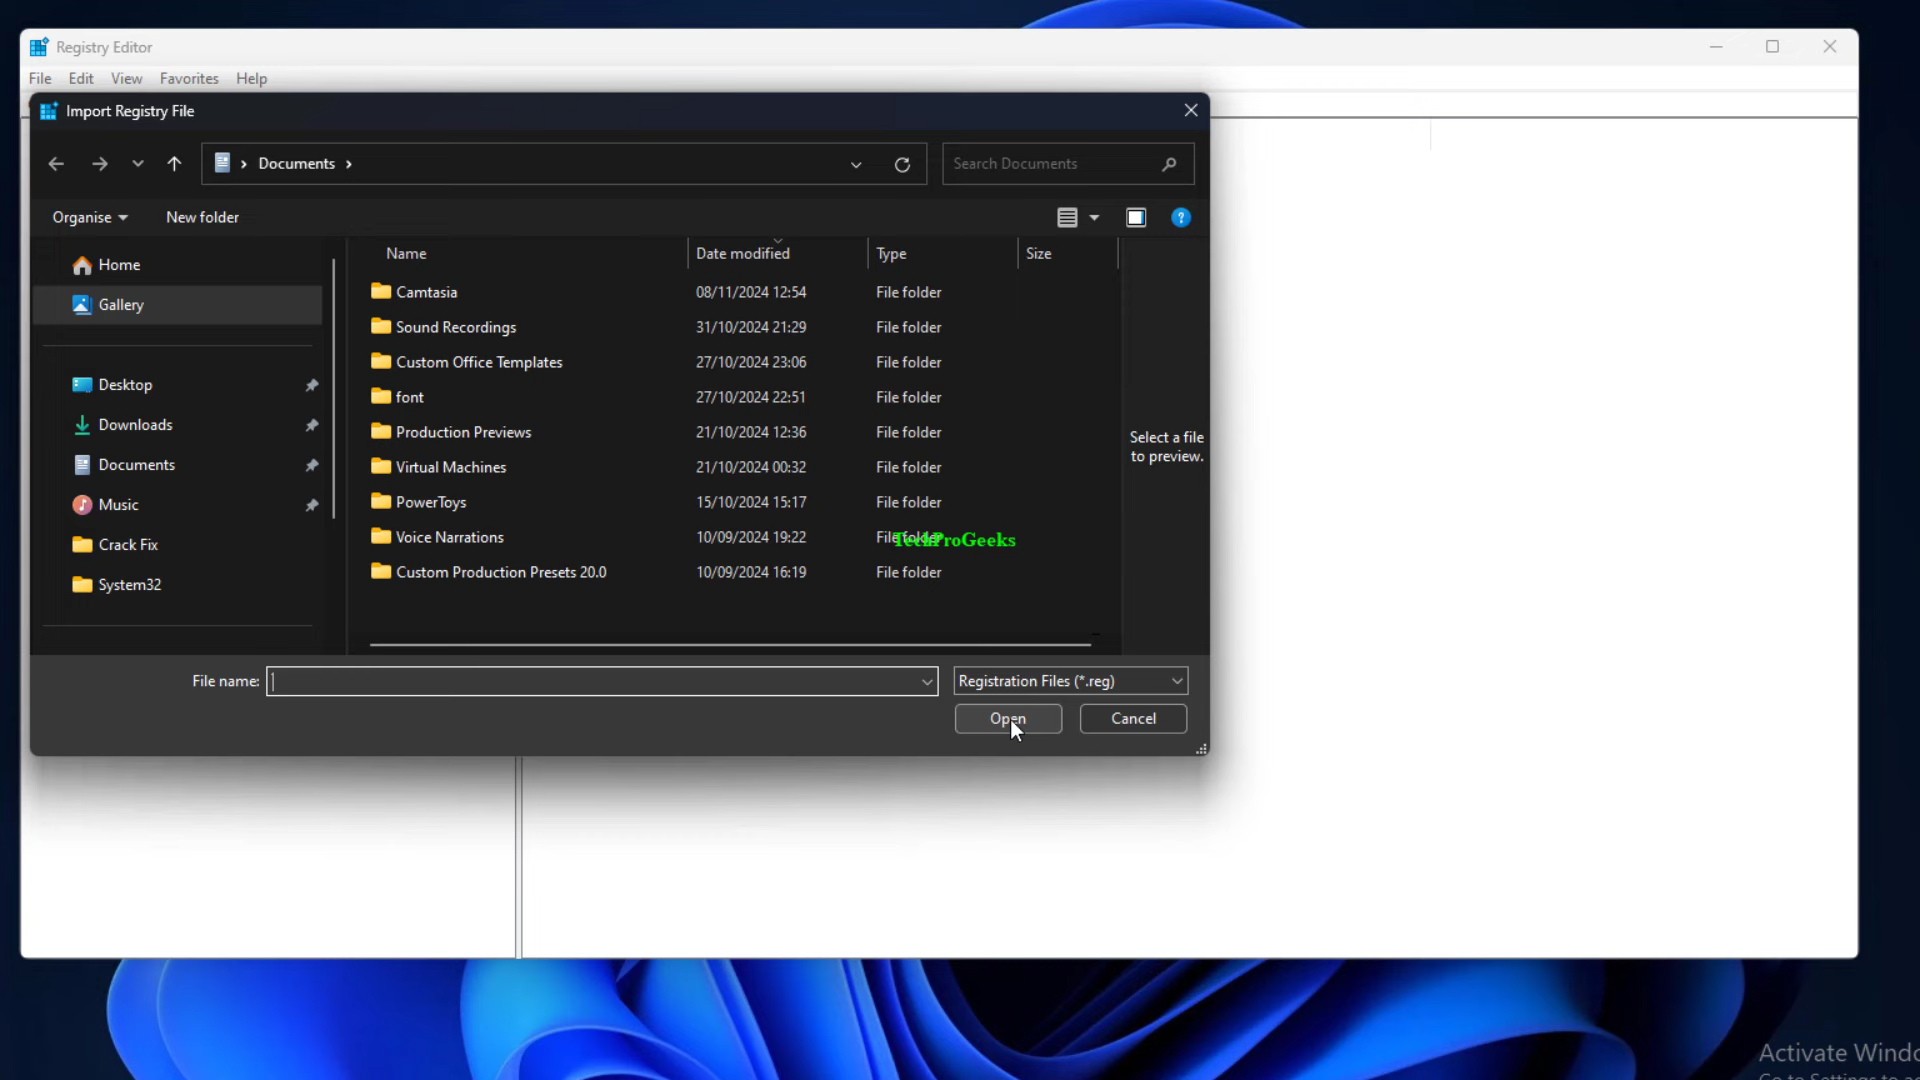 Registry Editor
File Edit View Favorites Help
Import Registry File
Documents
Search Documents
Organise New folder
Name Date modified Type Size
Home
Gallery
Desktop
Downloads
Documents
Music
Crack Fix
System32
Camtasia 08/11/2024 12:54 File folder
Sound Recordings 31/10/2024 21:29 File folder
Custom Office Templates 27/10/2024 23:06 File folder
font 27/10/2024 22:51 File folder
Production Previews 21/10/2024 12:36 File folder
Virtual Machines 21/10/2024 00:32 File folder
PowerToys 15/10/2024 15:17 File folder
Voice Narrations 10/09/2024 19:22 File folder
TechProGeeks
Custom Production Presets 20.0 10/09/2024 16:19 File folder
Select a file
to preview.
File name: Registration Files (*.reg)
Open Cancel
Activate Windo